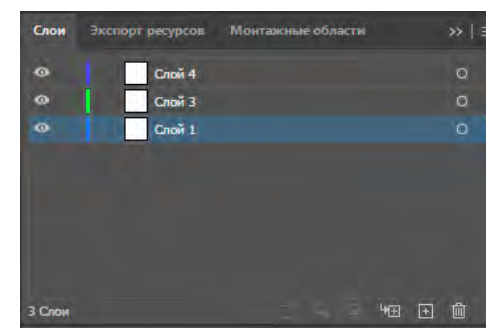 Слои Экспорт ресурсов Монтажные области
Слой 4
Слой 3
Слой 1
3 Слои